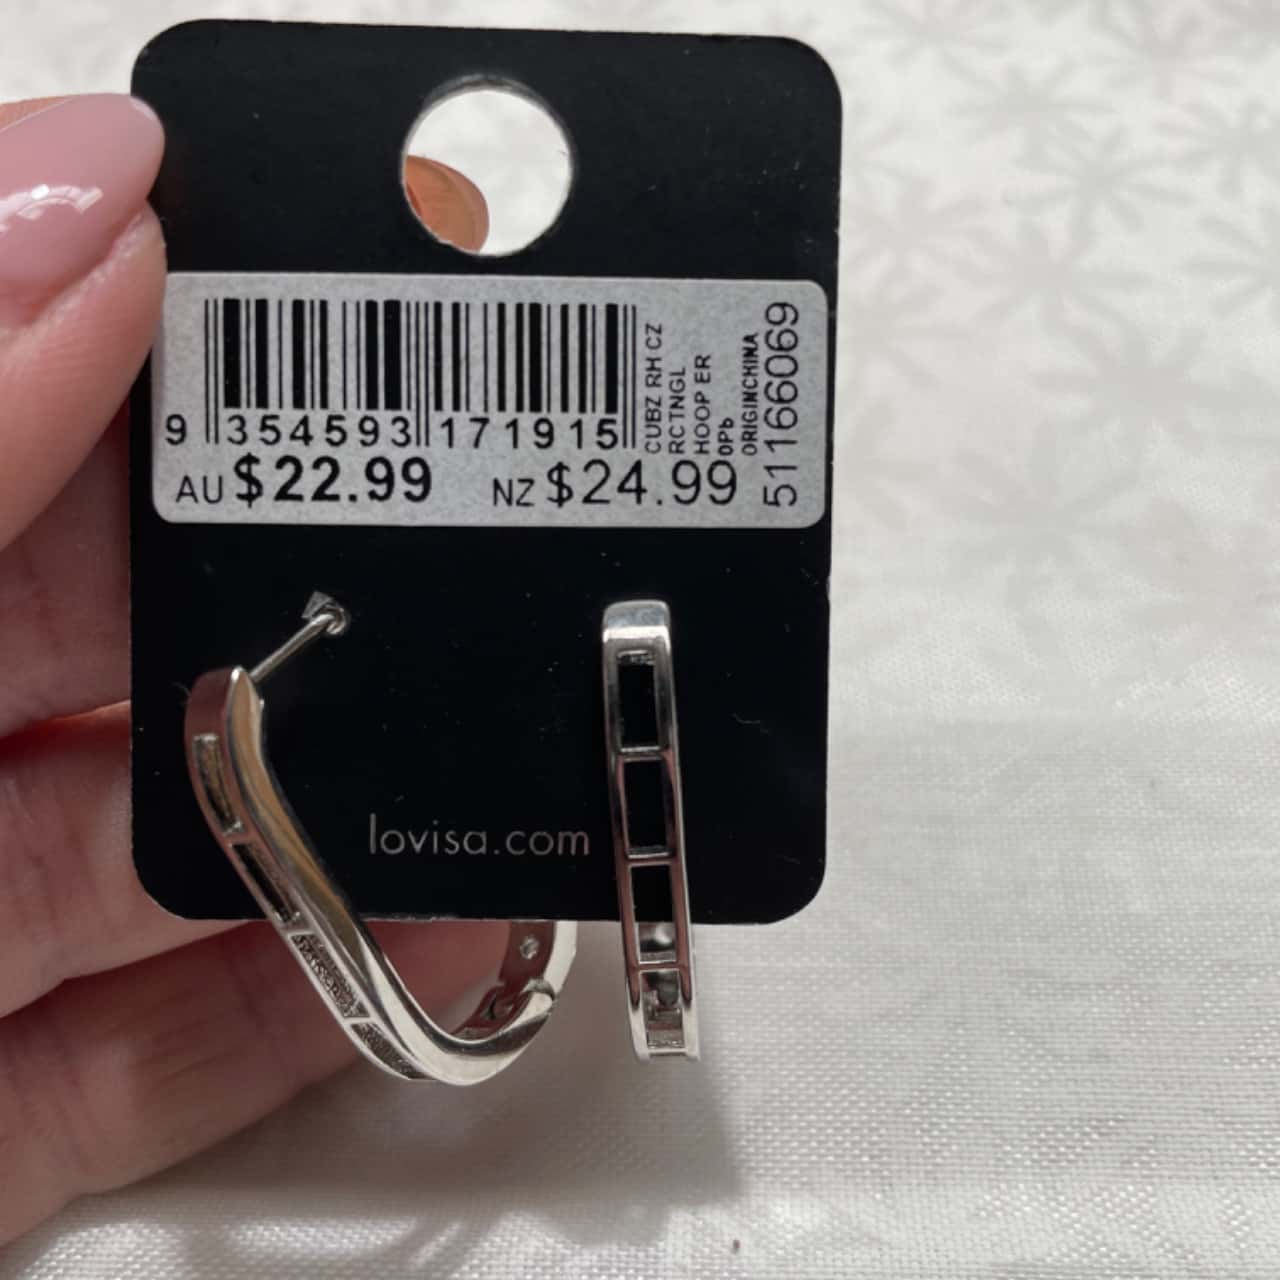 9 354593 171915
AU $22.99 NZ $24.99
CUBZ RH CZ
RCTNGL
HOOP ER
0Pb
ORIGINCHINA
51166069
lovisa.com